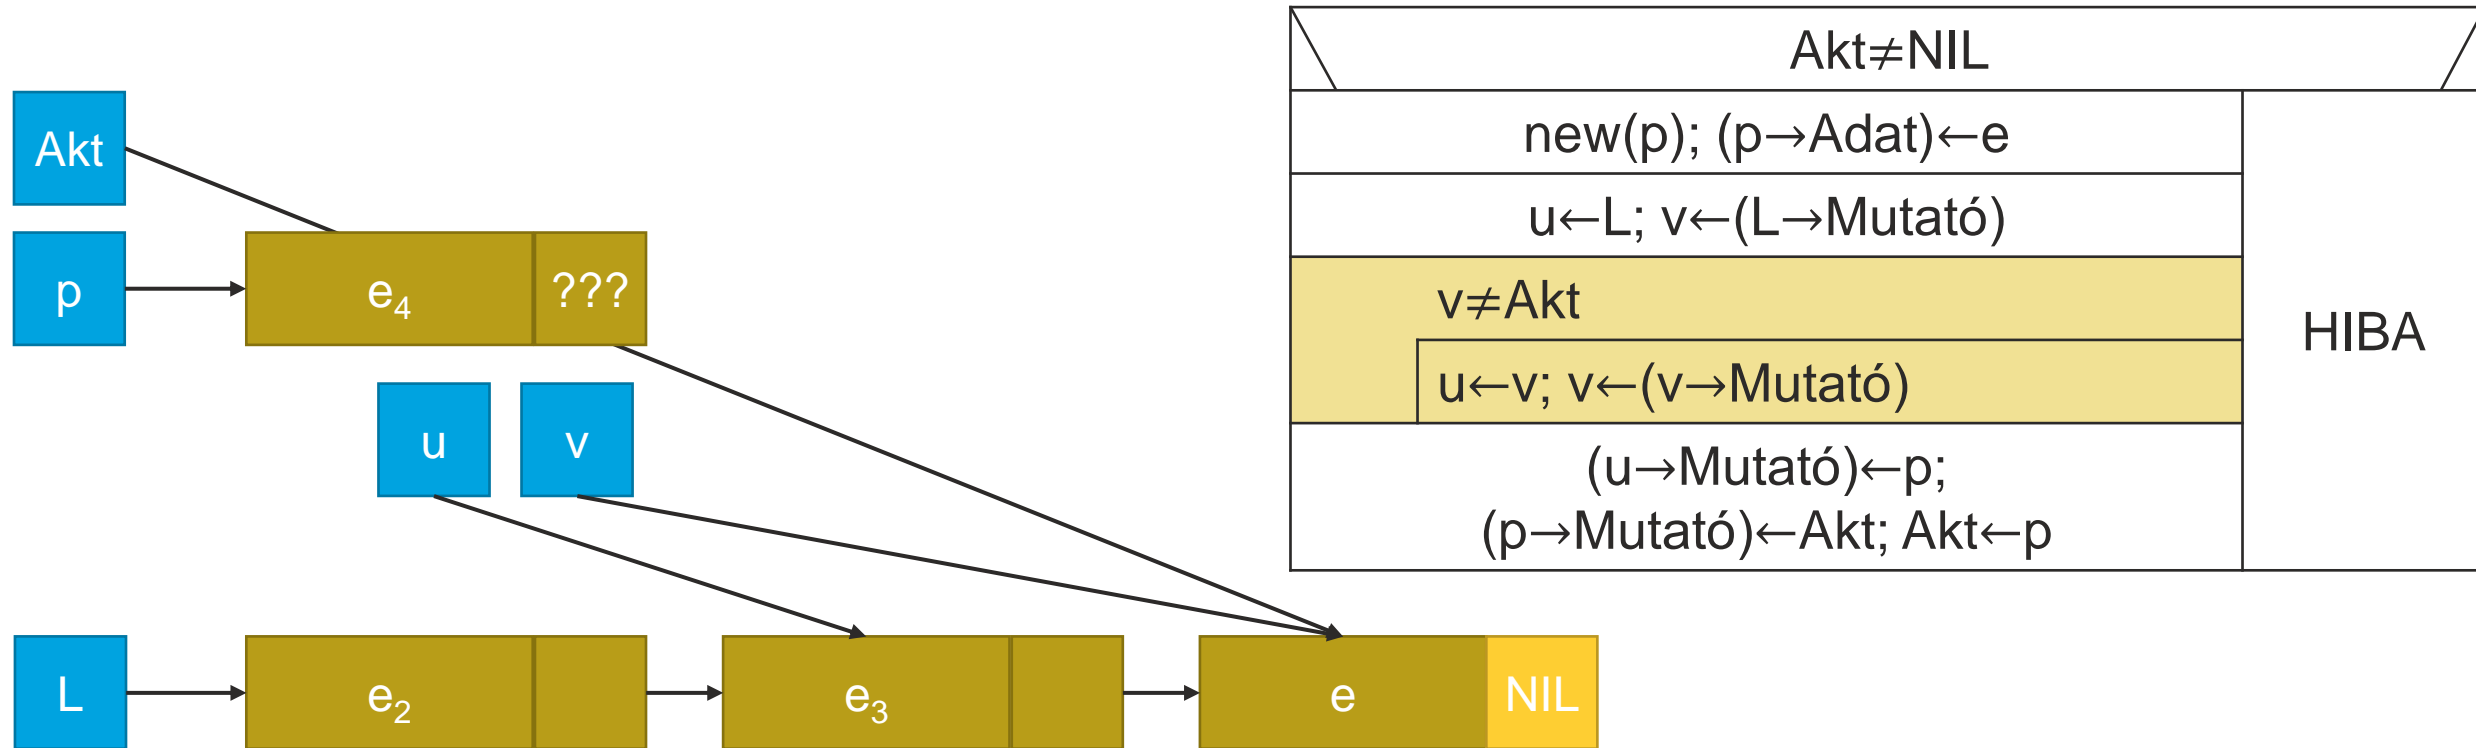 Akt≠NIL
new(p); (p→Adat)←e
u←L; v←(L→Mutató)
v≠Akt
u←v; v←(v→Mutató)
(u→Mutató)←p;
(p→Mutató)←Akt; Akt←p
HIBA
Akt
p
e₄
???
u
v
L
e₂
e₃
e
NIL